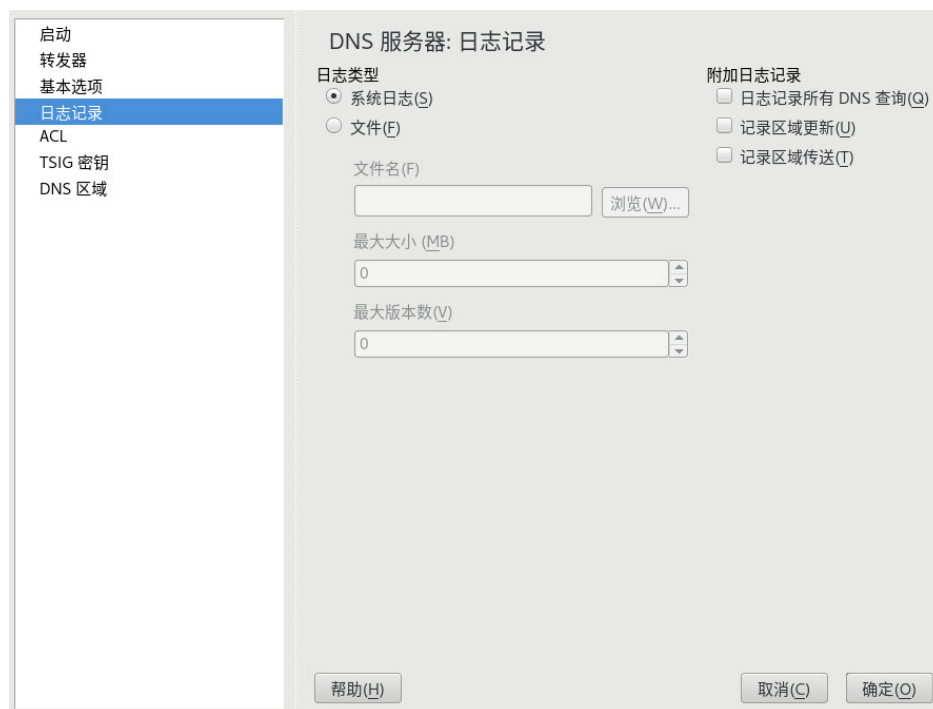 启动
转发器
基本选项
日志记录
ACL
TSIG 密钥
DNS 区域
DNS 服务器: 日志记录
日志类型
系统日志(S)
文件(F)
文件名(F)
浏览(W)...
最大大小 (MB)
0
最大版本数(V)
0
附加日志记录
日志记录所有 DNS 查询(Q)
记录区域更新(U)
记录区域传送(T)
帮助(H)
取消(C)
确定(O)